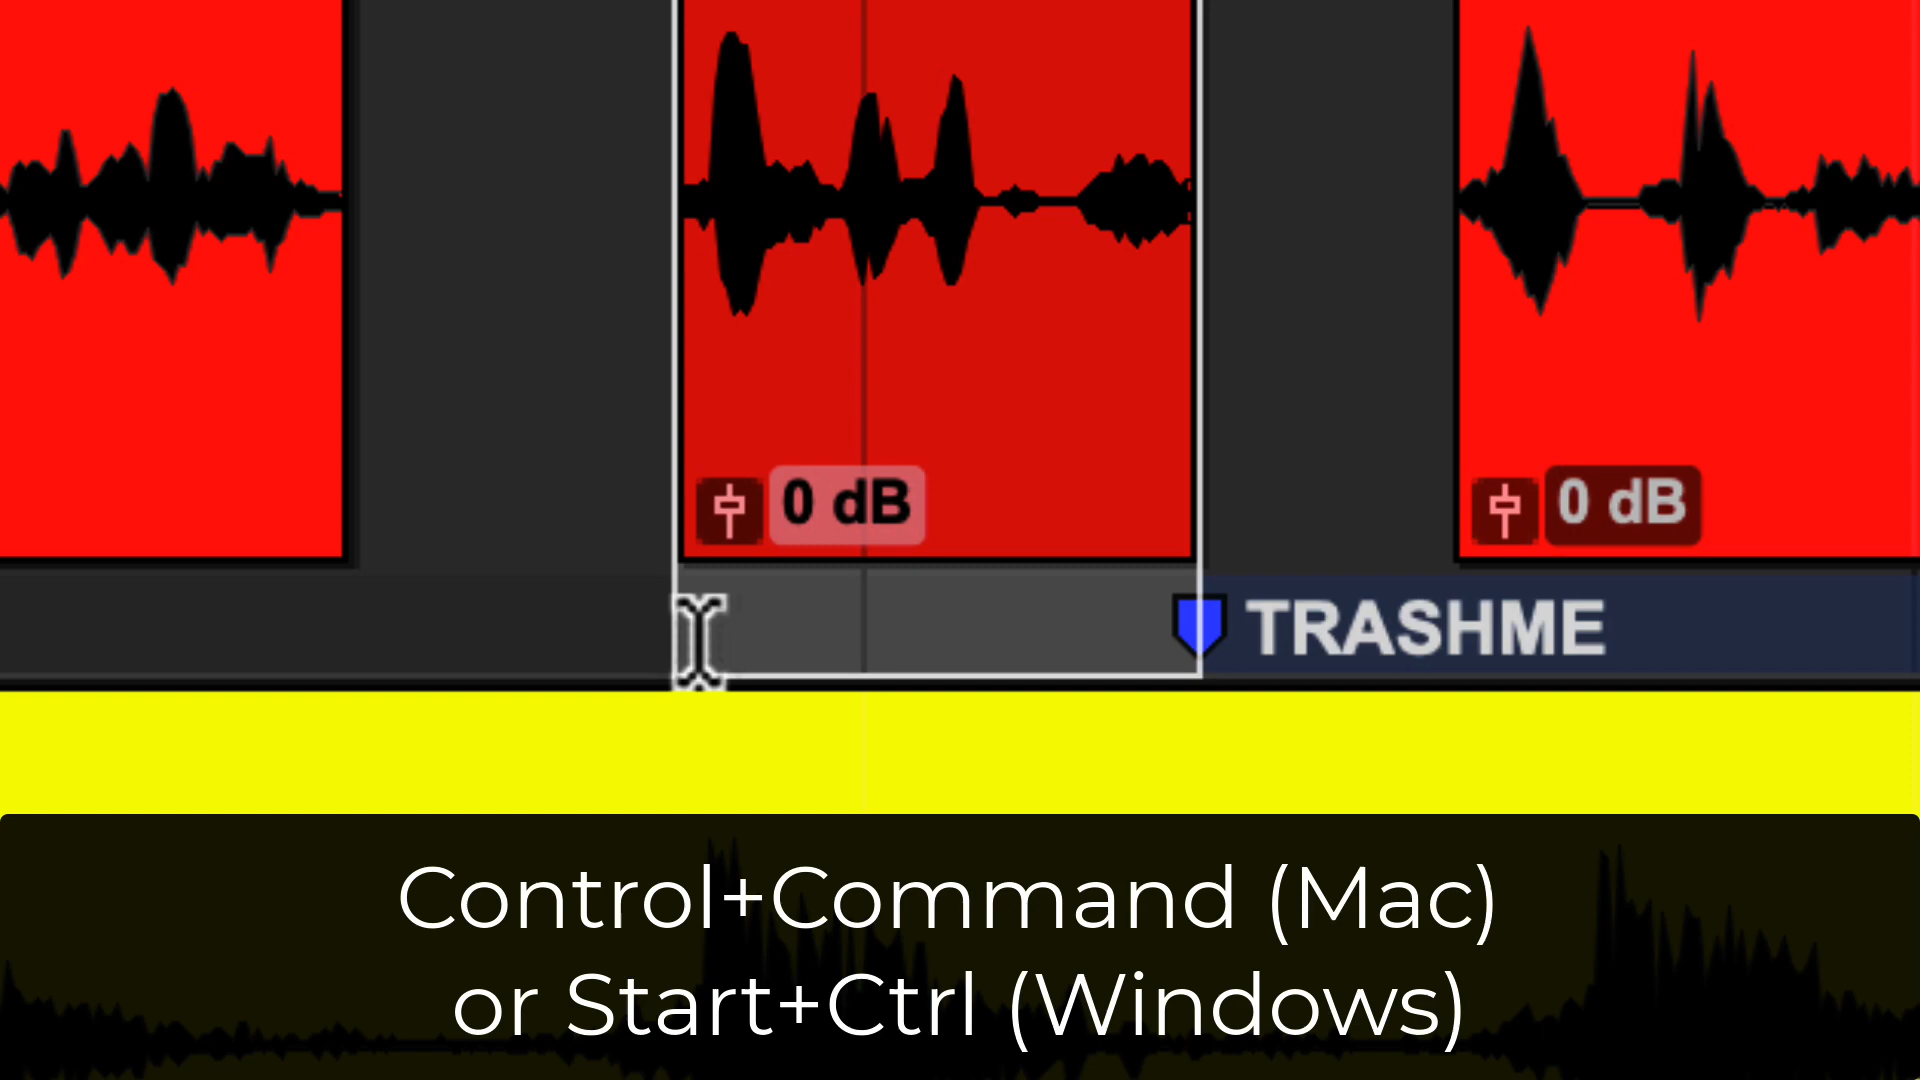 0 dB
0 dB
TRASHME
Control+Command (Mac)
or Start+Ctrl (Windows)